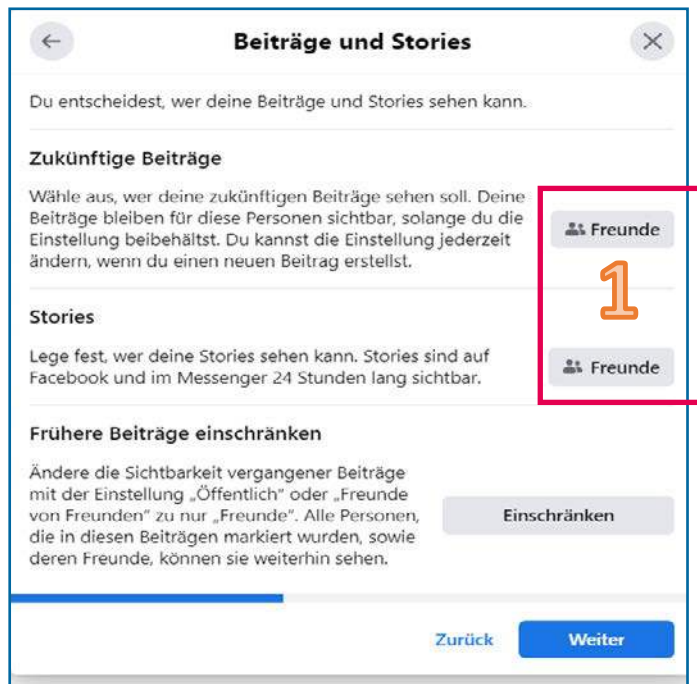 Beiträge und Stories
Du entscheidest, wer deine Beiträge und Stories sehen kann.
Zukünftige Beiträge
Wähle aus, wer deine zukünftigen Beiträge sehen soll. Deine
Beiträge bleiben für diese Personen sichtbar, solange du die
Einstellung beibehältst. Du kannst die Einstellung jederzeit
ändern, wenn du einen neuen Beitrag erstellst.
Freunde
1
Stories
Lege fest, wer deine Stories sehen kann. Stories sind auf
Facebook und im Messenger 24 Stunden lang sichtbar.
Freunde
Frühere Beiträge einschränken
Ändere die Sichtbarkeit vergangener Beiträge
mit der Einstellung „Öffentlich" oder „Freunde
von Freunden" zu nur „Freunde". Alle Personen,
die in diesen Beiträgen markiert wurden, sowie
deren Freunde, können sie weiterhin sehen.
Einschränken
Zurück
Weiter